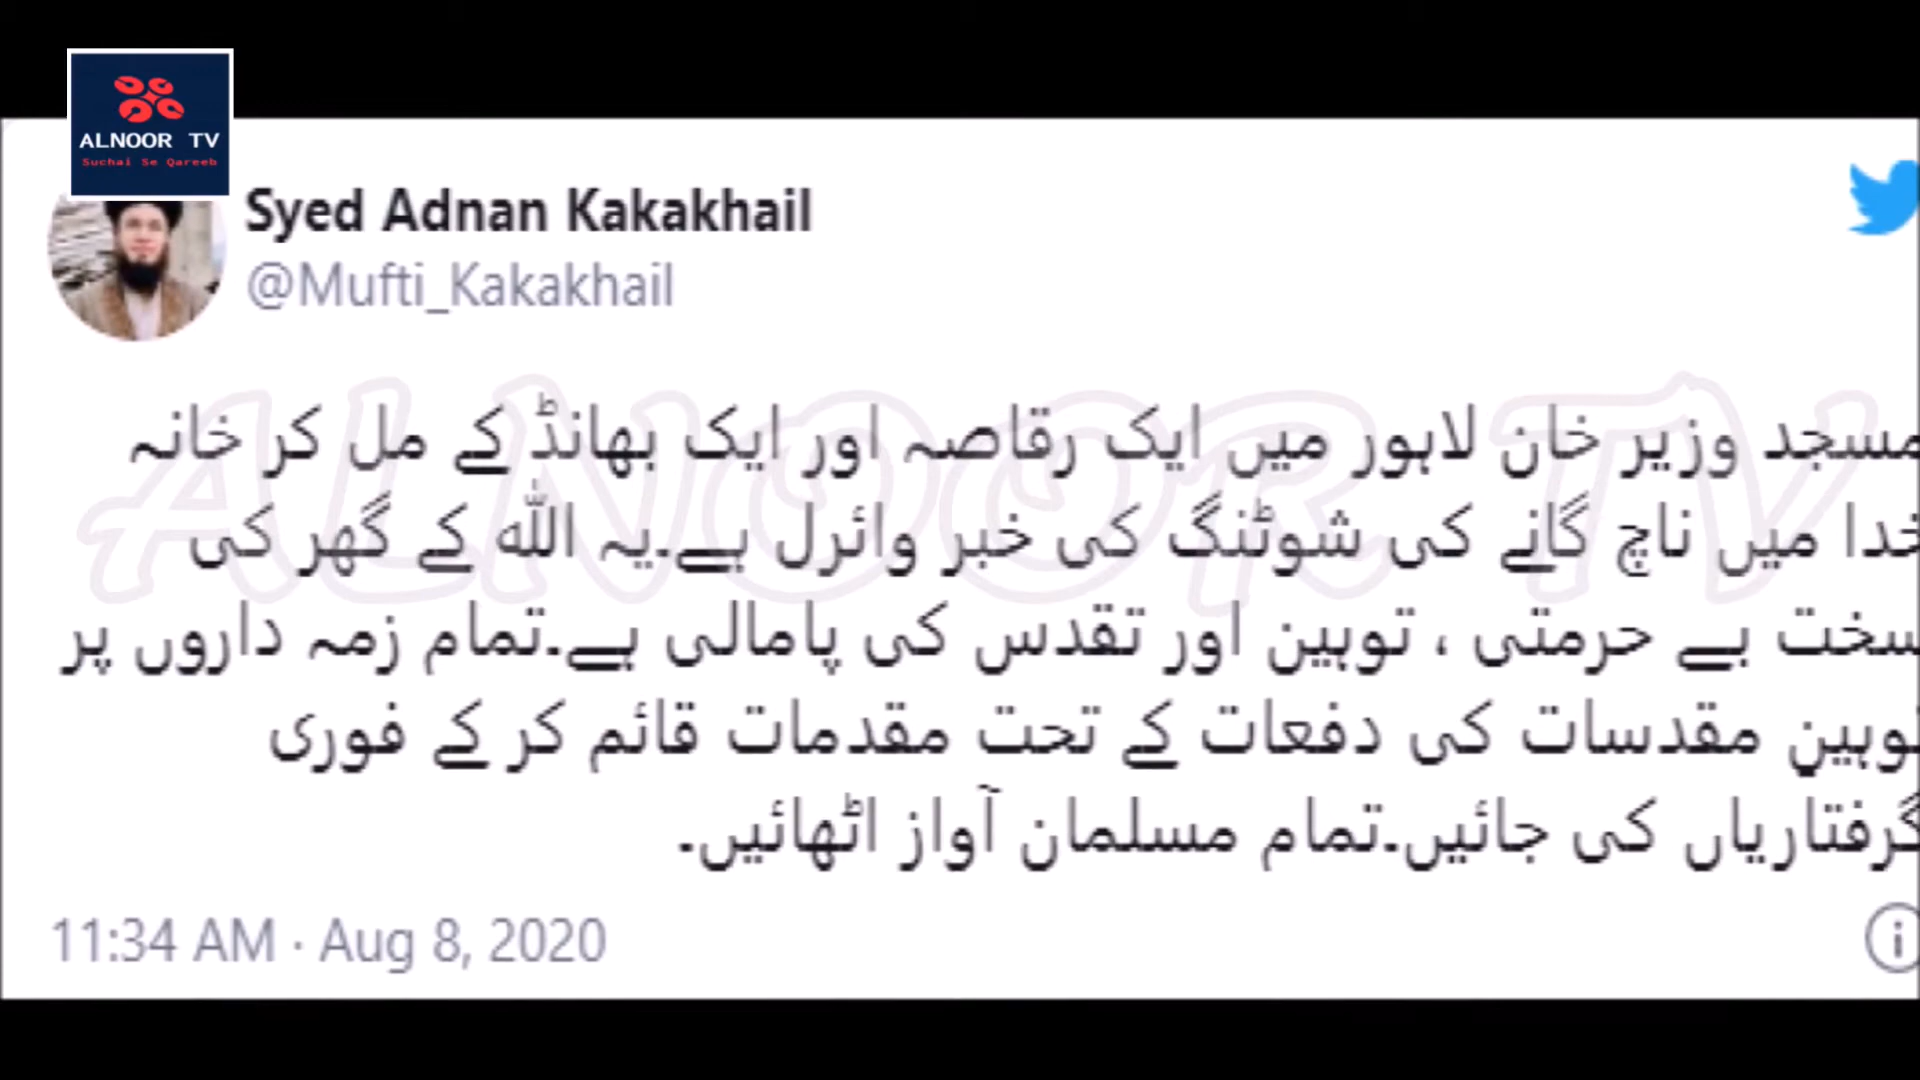 ALNOOR TV
Suchai Se Qareeb
Syed Adnan Kakakhail
@Mufti_Kakakhail
ALNOOR TV
مسجد وزیر خان لاہور میں ایک رقاصہ اور ایک بھانڈ کے مل کر خانہ
خدا میں ناچ گانے کی شوٹنگ کی خبر وائرل ہے۔یہ اللّٰہ کے گھر کی
سخت بے حرمتی ، توہین اور تقدس کی پامالی ہے۔تمام زمہ داروں پر
توہین مقدسات کی دفعات کے تحت مقدمات قائم کر کے فوری
گرفتاریاں کی جائیں۔تمام مسلمان آواز اٹھائیں۔
11:34 AM · Aug 8, 2020